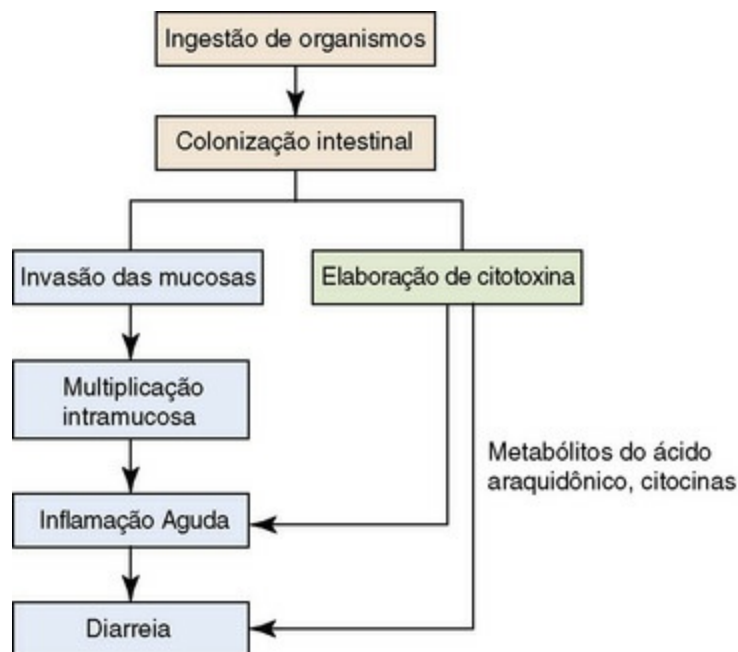 Ingestão de organismos
Colonização intestinal
Invasão das mucosas
Elaboração de citotoxina
Multiplicação
intramucosa
Metabólitos do ácido
araquidônico, citocinas
Inflamação Aguda
Diarreia